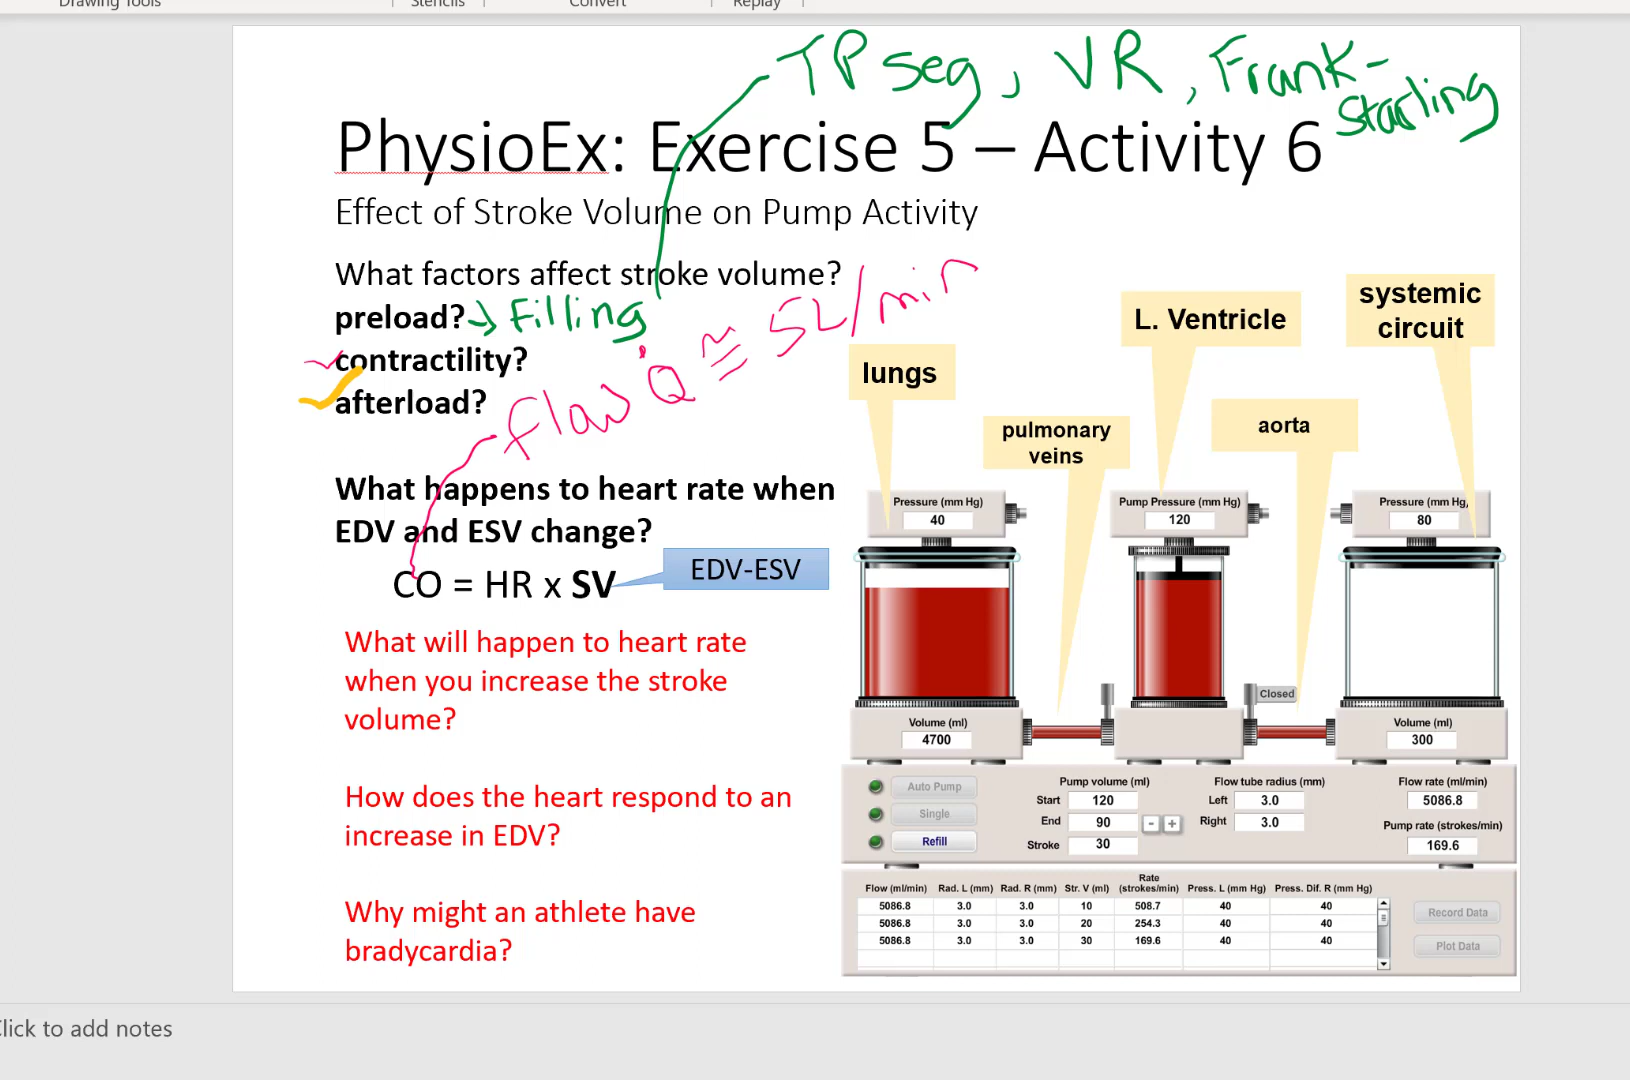 Drawing Tools | Stencils | Convert | Replay |
TP seg, VR, Frank-
Starling
PhysioEx: Exercise 5 – Activity 6
Effect of Stroke Volume on Pump Activity
What factors affect stroke volume?
preload? → Filling
contractility?
afterload?
flow Q̇ ≅ 5L/min
What happens to heart rate when
EDV and ESV change?
CO = HR x SV
EDV-ESV
What will happen to heart rate
when you increase the stroke
volume?
How does the heart respond to an
increase in EDV?
Why might an athlete have
bradycardia?
lungs
pulmonary
veins
L. Ventricle
aorta
systemic
circuit
Pressure (mm Hg)
40
Pump Pressure (mm Hg)
120
Pressure (mm Hg)
80
Closed
Volume (ml)
4700
Volume (ml)
300
Auto Pump
Single
Refill
Pump volume (ml)
Start 120
End 90 - +
Stroke 30
Flow tube radius (mm)
Left 3.0
Right 3.0
Flow rate (ml/min)
5086.8
Pump rate (strokes/min)
169.6
Flow (ml/min) Rad. L (mm) Rad. R (mm) Str. V (ml) Rate (strokes/min) Press. L (mm Hg) Press. Dif. R (mm Hg)
5086.8 3.0 3.0 10 508.7 40 40
5086.8 3.0 3.0 20 254.3 40 40
5086.8 3.0 3.0 30 169.6 40 40
Record Data
Plot Data
lick to add notes